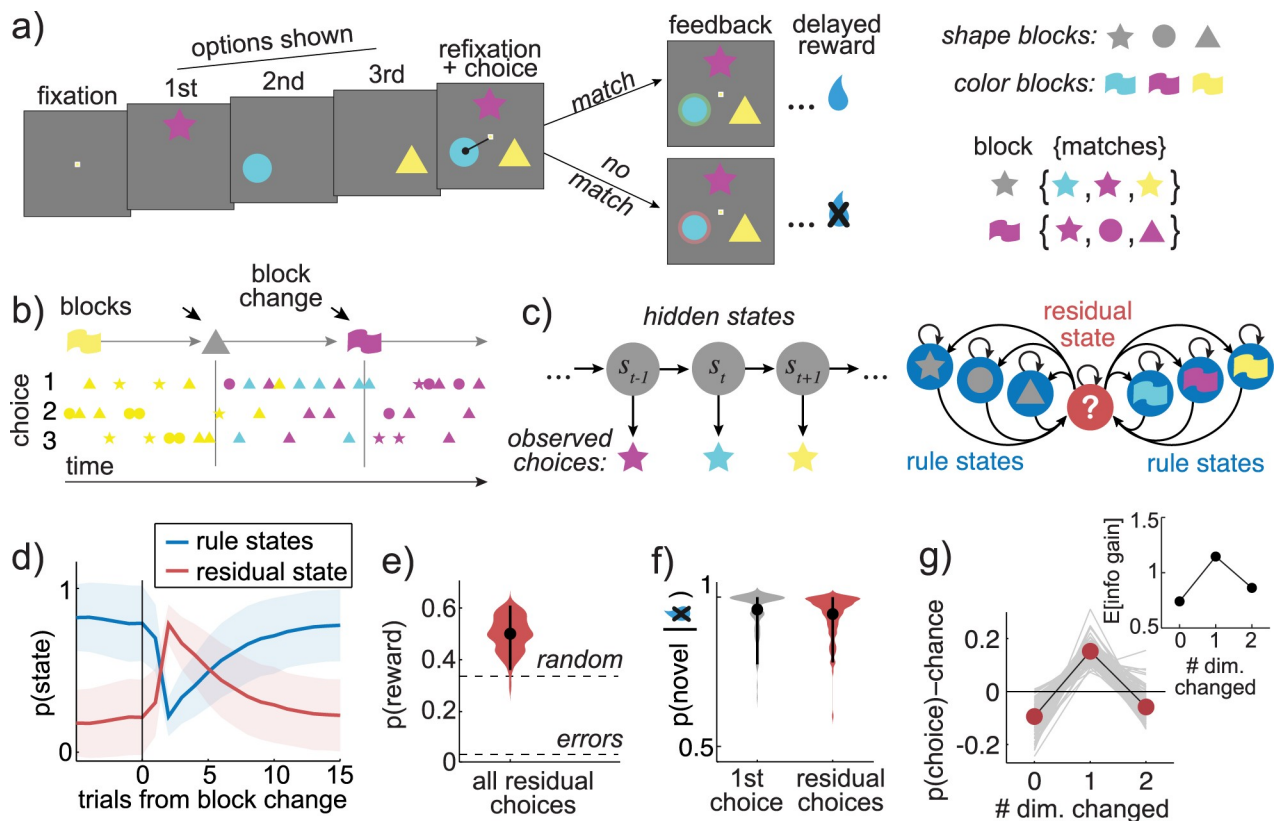 a)
options shown
fixation
1st
2nd
3rd
refixation
+ choice
match
no
match
feedback
delayed
reward
...
...
shape blocks:
color blocks:
block {matches}
{ , , }
{ , , }
b)
blocks
block
change
choice
1
2
3
time
c)
hidden states
...
s_{t-1}
s_t
s_{t+1}
...
observed
choices:
residual
state
?
rule states
rule states
d)
rule states
residual state
p(state)
1
0
0 5 10 15
trials from block change
e)
p(reward)
0.6
0.4
0.2
0
random
errors
all residual
choices
f)
p(novel | )
1
0.5
1st
choice
residual
choices
g)
p(choice)–chance
0.2
0
-0.2
0 1 2
# dim. changed
E[info gain]
1.5
1
0.5
0 1 2
# dim.
changed